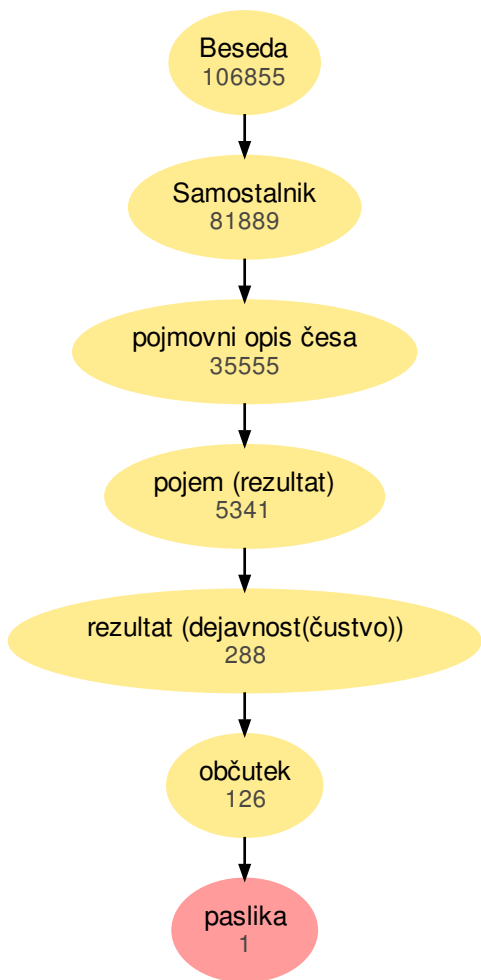 Beseda
106855
Samostalnik
81889
pojmovni opis česa
35555
pojem (rezultat)
5341
rezultat (dejavnost(čustvo))
288
občutek
126
paslika
1